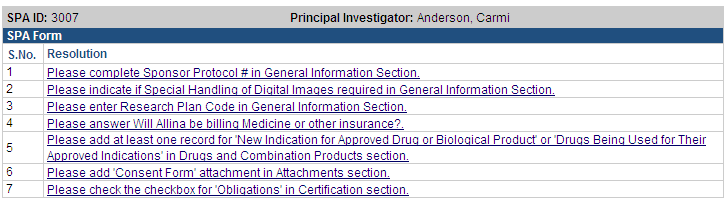 SPA ID: 3007 Principal Investigator: Anderson, Carmi
SPA Form
S.No. Resolution
1 Please complete Sponsor Protocol # in General Information Section.
2 Please indicate if Special Handling of Digital Images required in General Information Section.
3 Please enter Research Plan Code in General Information Section.
4 Please answer Will Allina be billing Medicine or other insurance?.
5 Please add at least one record for 'New Indication for Approved Drug or Biological Product' or 'Drugs Being Used for Their
Approved Indications' in Drugs and Combination Products section.
6 Please add 'Consent Form' attachment in Attachments section.
7 Please check the checkbox for 'Obligations' in Certification section.